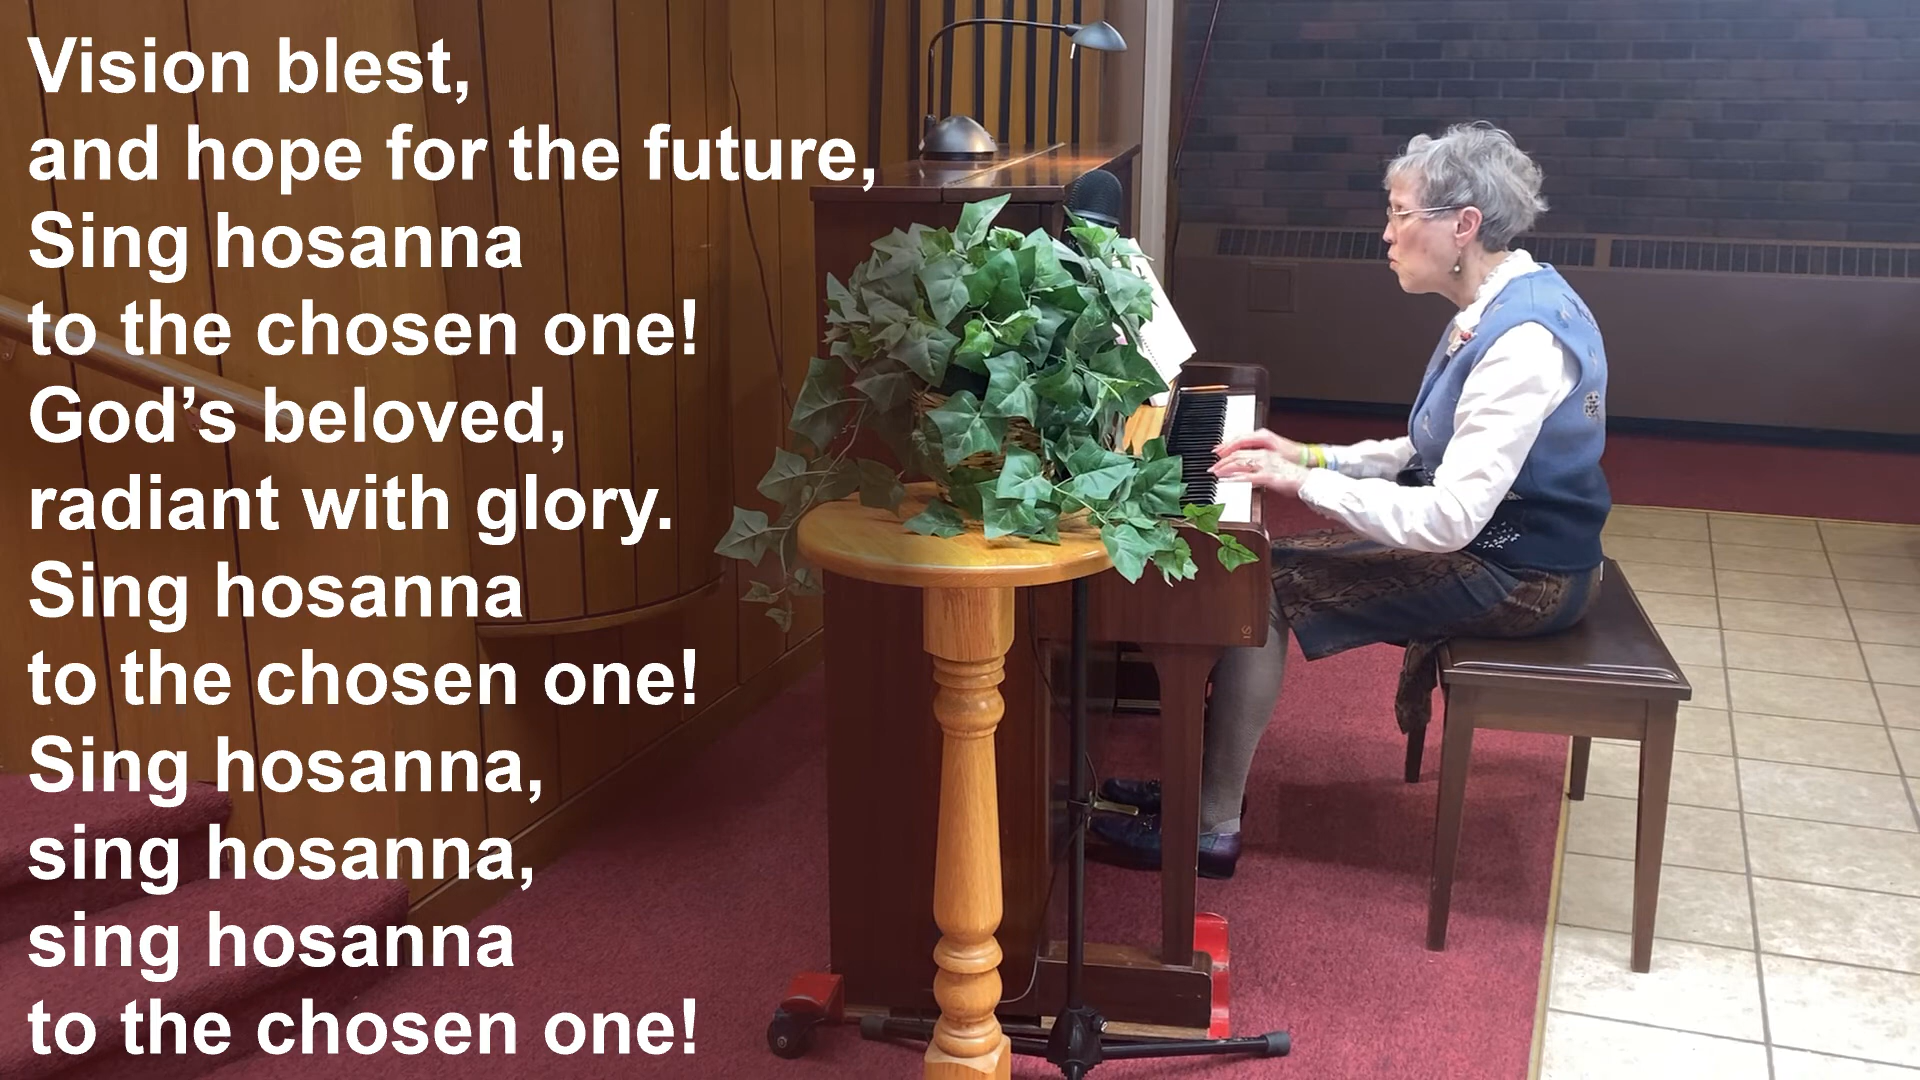 Vision blest,
and hope for the future,
Sing hosanna
to the chosen one!
God’s beloved,
radiant with glory.
Sing hosanna
to the chosen one!
Sing hosanna,
sing hosanna,
sing hosanna
to the chosen one!